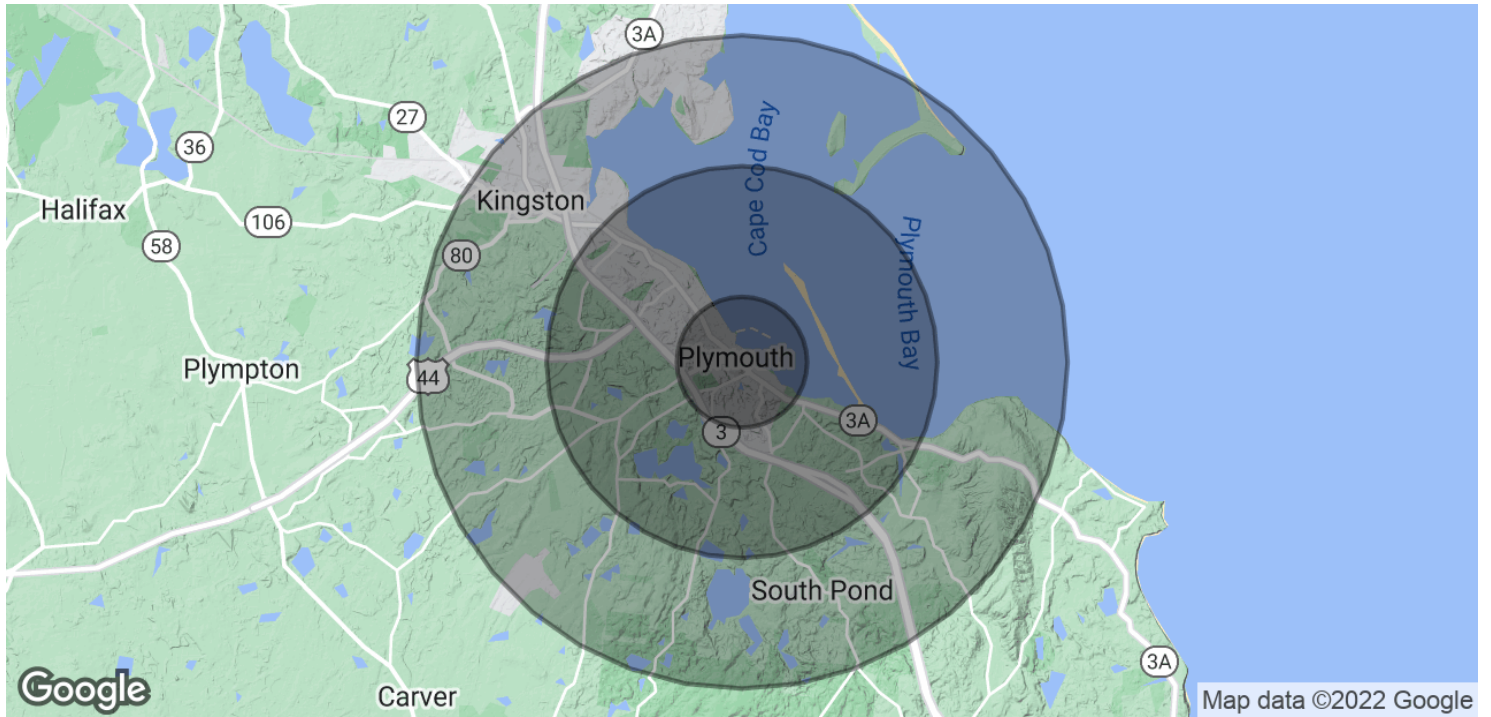 3A
27
36
Cape Cod Bay
Kingston
Halifax
106
58
80
Plymouth Bay
Plymouth
Plympton
44
3A
3
South Pond
3A
Google
Carver
Map data ©2022 Google